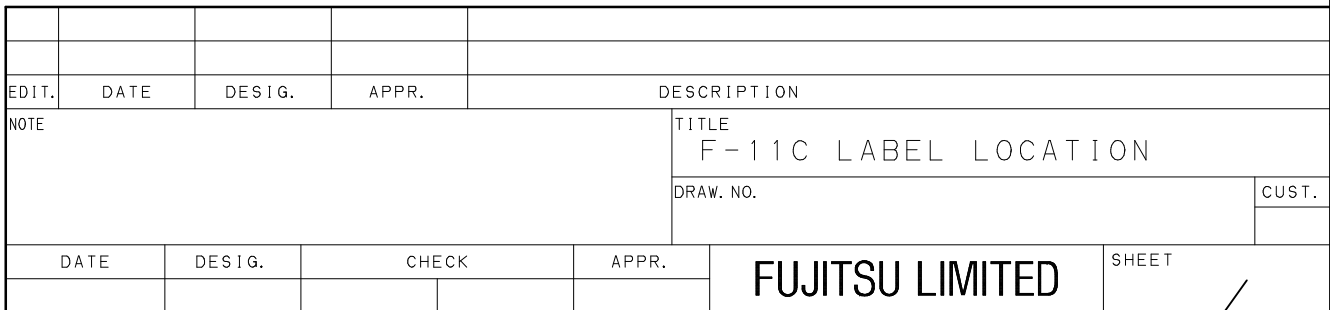 EDIT. DATE DESIG. APPR. DESCRIPTION
NOTE TITLE
F-11C LABEL LOCATION
DRAW. NO. CUST.
DATE DESIG. CHECK APPR. FUJITSU LIMITED SHEET
/